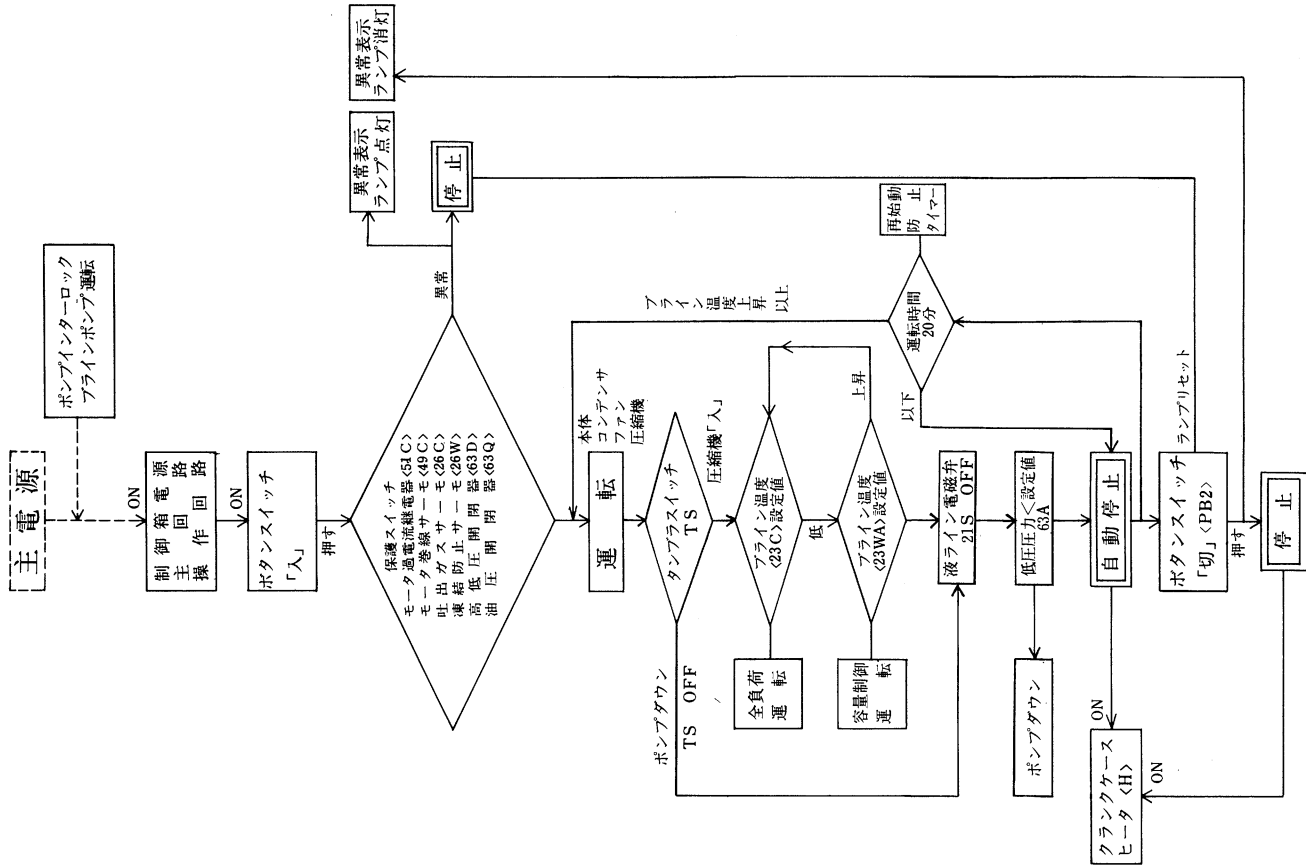 主電源
ポンプインターロック
ブラインポンプ運転
ON
制御箱電源
主回路
操作回路
ON
ボタンスイッチ
「入」
押す
保護スイッチ
モータ過電流継電器<51C>
モータ巻線サーモ<49C>
吐出ガスサーモ<26C>
凍結防止サーモ<26W>
高低圧開閉器<63D>
油圧開閉器<63Q>
異常
異常表示
ランプ点灯
異常表示
ランプ消灯
停止
本体
コンデンサ
ファン
圧縮機
運転
ブライン
温度上昇
以上
タンブラスイッチ
TS
圧縮機「入」
ポンプダウン
TS OFF
ブライン温度
<23C>設定値
全負荷
運転
低
上昇
ブライン温度
<23WA>設定値
容量制御
運転
運転時間
20分
再始動
防止
タイマー
以下
液ライン電磁弁
21S OFF
低圧圧力<設定値
63A
ポンプダウン
自動停止
ON
クランクケース
ヒータ<H>
ON
ボタンスイッチ
「切」<PB2>
ランプリセット
押す
停止